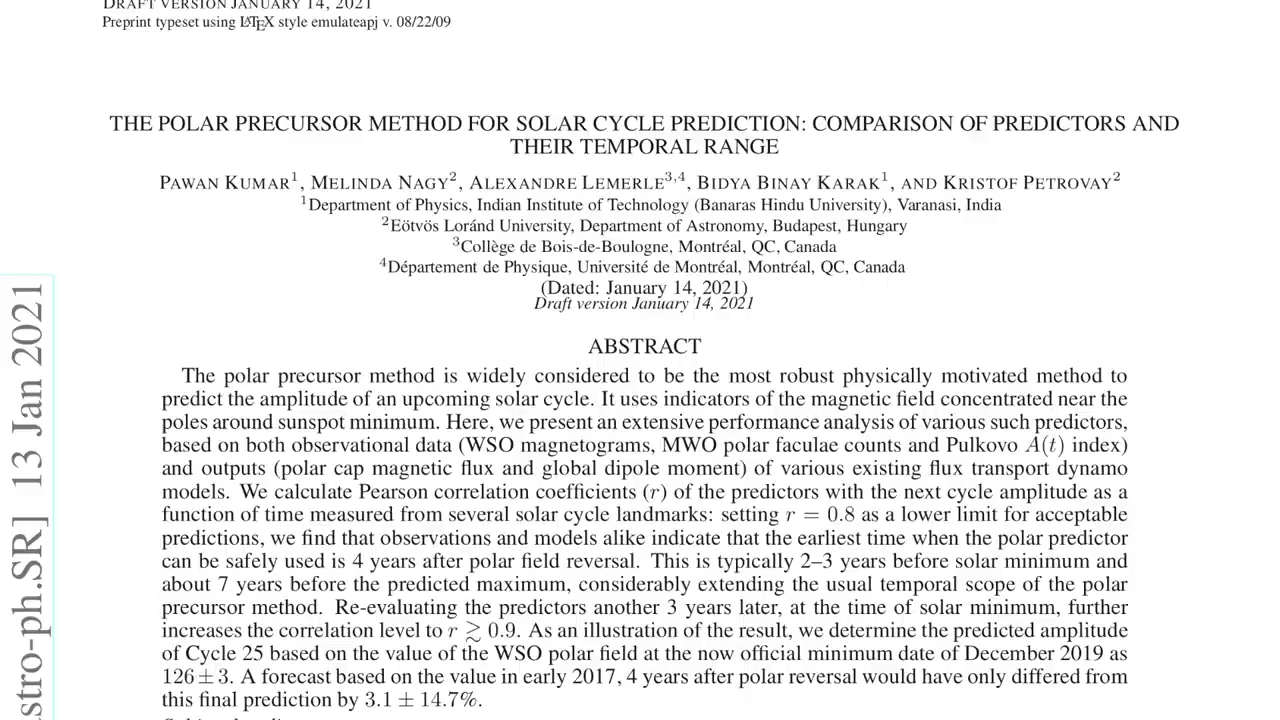 DRAFT VERSION JANUARY 14, 2021
Preprint typeset using LATEX style emulateapj v. 08/22/09
THE POLAR PRECURSOR METHOD FOR SOLAR CYCLE PREDICTION: COMPARISON OF PREDICTORS AND
THEIR TEMPORAL RANGE
PAWAN KUMAR¹, MELINDA NAGY², ALEXANDRE LEMERLE³,⁴, BIDYA BINAY KARAK¹, AND KRISTOF PETROVAY²
¹Department of Physics, Indian Institute of Technology (Banaras Hindu University), Varanasi, India
²Eötvös Loránd University, Department of Astronomy, Budapest, Hungary
³Collège de Bois-de-Boulogne, Montréal, QC, Canada
⁴Département de Physique, Université de Montréal, Montréal, QC, Canada
(Dated: January 14, 2021)
Draft version January 14, 2021
ABSTRACT
The polar precursor method is widely considered to be the most robust physically motivated method to
predict the amplitude of an upcoming solar cycle. It uses indicators of the magnetic field concentrated near the
poles around sunspot minimum. Here, we present an extensive performance analysis of various such predictors,
based on both observational data (WSO magnetograms, MWO polar faculae counts and Pulkovo A(t) index)
and outputs (polar cap magnetic flux and global dipole moment) of various existing flux transport dynamo
models. We calculate Pearson correlation coefficients (r) of the predictors with the next cycle amplitude as a
function of time measured from several solar cycle landmarks: setting r = 0.8 as a lower limit for acceptable
predictions, we find that observations and models alike indicate that the earliest time when the polar predictor
can be safely used is 4 years after polar field reversal. This is typically 2–3 years before solar minimum and
about 7 years before the predicted maximum, considerably extending the usual temporal scope of the polar
precursor method. Re-evaluating the predictors another 3 years later, at the time of solar minimum, further
increases the correlation level to r ≳ 0.9. As an illustration of the result, we determine the predicted amplitude
of Cycle 25 based on the value of the WSO polar field at the now official minimum date of December 2019 as
126 ± 3. A forecast based on the value in early 2017, 4 years after polar reversal would have only differed from
this final prediction by 3.1 ± 14.7%.
stro-ph.SR] 13 Jan 2021